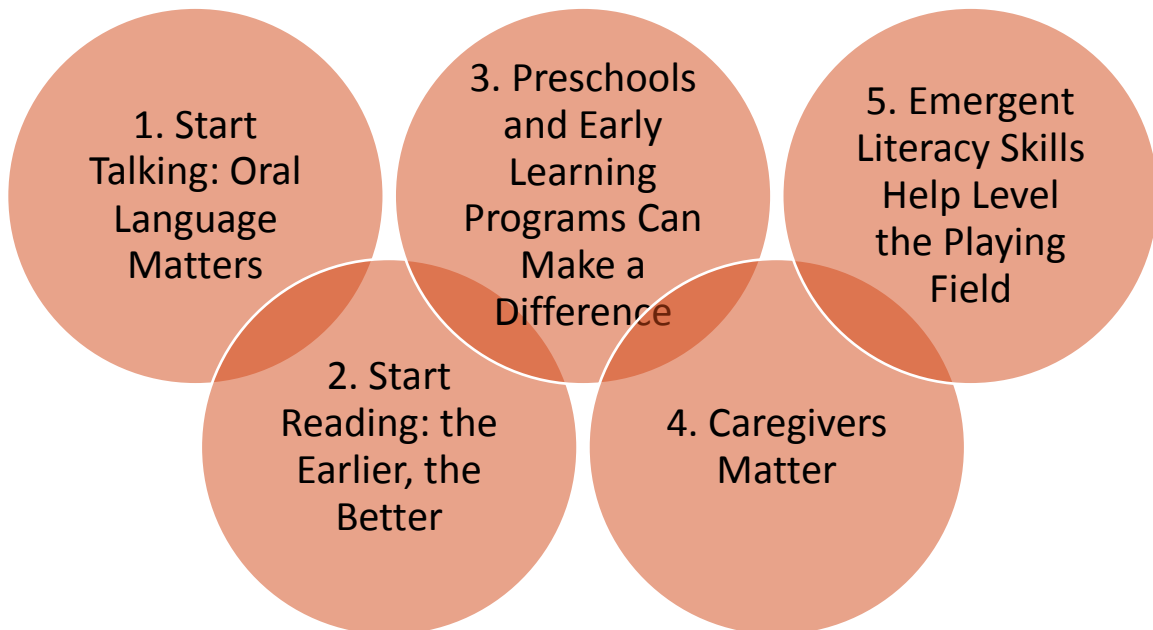 1. Start
Talking: Oral
Language
Matters
2. Start
Reading: the
Earlier, the
Better
3. Preschools
and Early
Learning
Programs Can
Make a
Difference
4. Caregivers
Matter
5. Emergent
Literacy Skills
Help Level
the Playing
Field